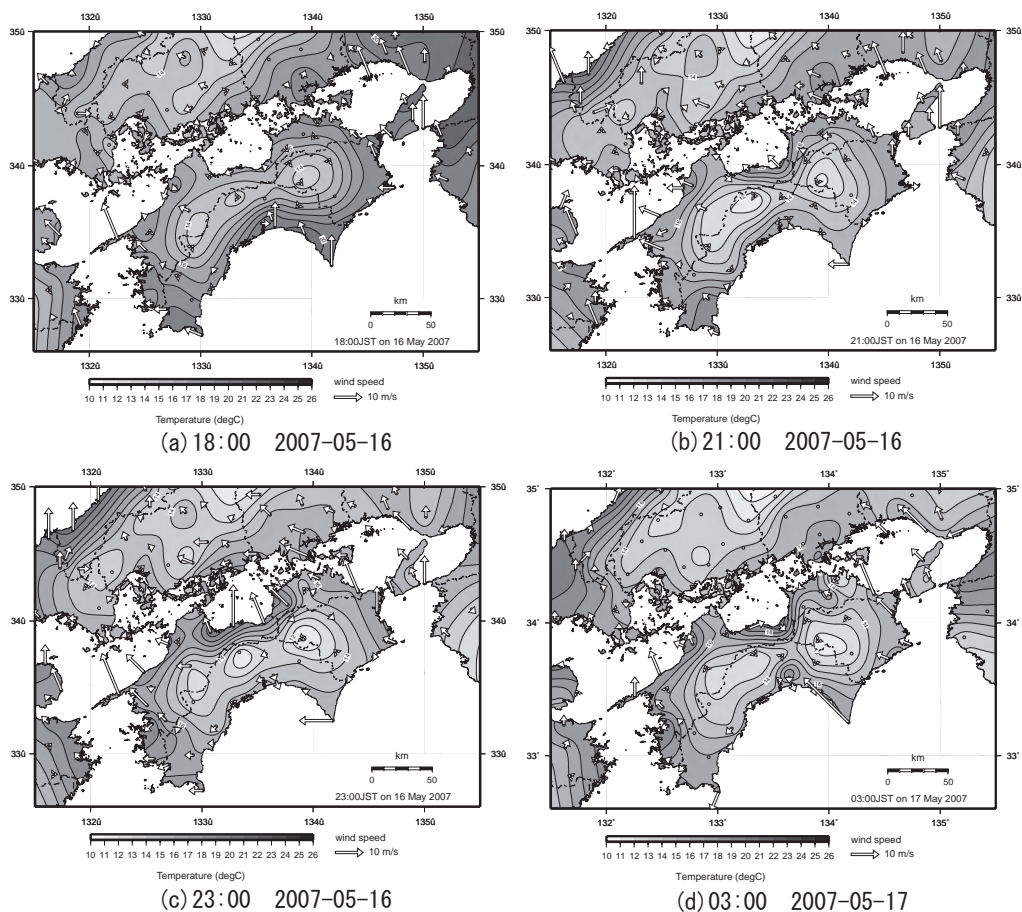 1320 1330 1340 1350
350 350
340 340
330 330
km
0 50
18:00JST on 16 May 2007
1320 1330 1340 1350
10 11 12 13 14 15 16 17 18 19 20 21 22 23 24 25 26
wind speed
10 m/s
Temperature (degC)
(a) 18:00 2007-05-16
1320 1330 1340 1350
350 350
340 340
330 330
km
0 50
21:00JST on 16 May 2007
1320 1330 1340 1350
10 11 12 13 14 15 16 17 18 19 20 21 22 23 24 25 26
wind speed
10 m/s
Temperature (degC)
(b) 21:00 2007-05-16
1320 1330 1340 1350
350 350
340 340
330 330
km
0 50
23:00JST on 16 May 2007
1320 1330 1340 1350
10 11 12 13 14 15 16 17 18 19 20 21 22 23 24 25 26
wind speed
10 m/s
Temperature (degC)
(c) 23:00 2007-05-16
132˚ 133˚ 134˚ 135˚
35˚ 35˚
34˚ 34˚
33˚ 33˚
km
0 50
03:00JST on 17 May 2007
132˚ 133˚ 134˚ 135˚
10 11 12 13 14 15 16 17 18 19 20 21 22 23 24 25 26
wind speed
10 m/s
Temperature (degC)
(d) 03:00 2007-05-17